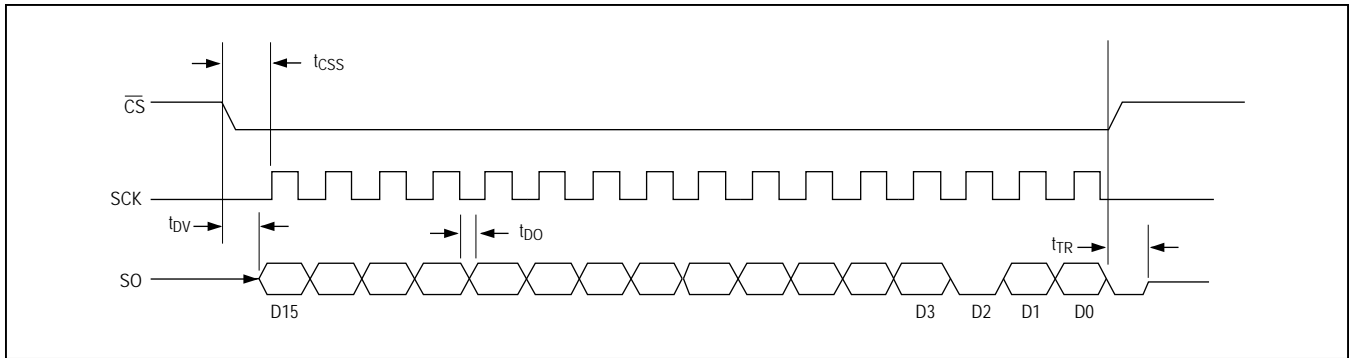 tCSS
CS
SCK
tDV
tDO
tTR
SO
D15
D3 D2 D1 D0